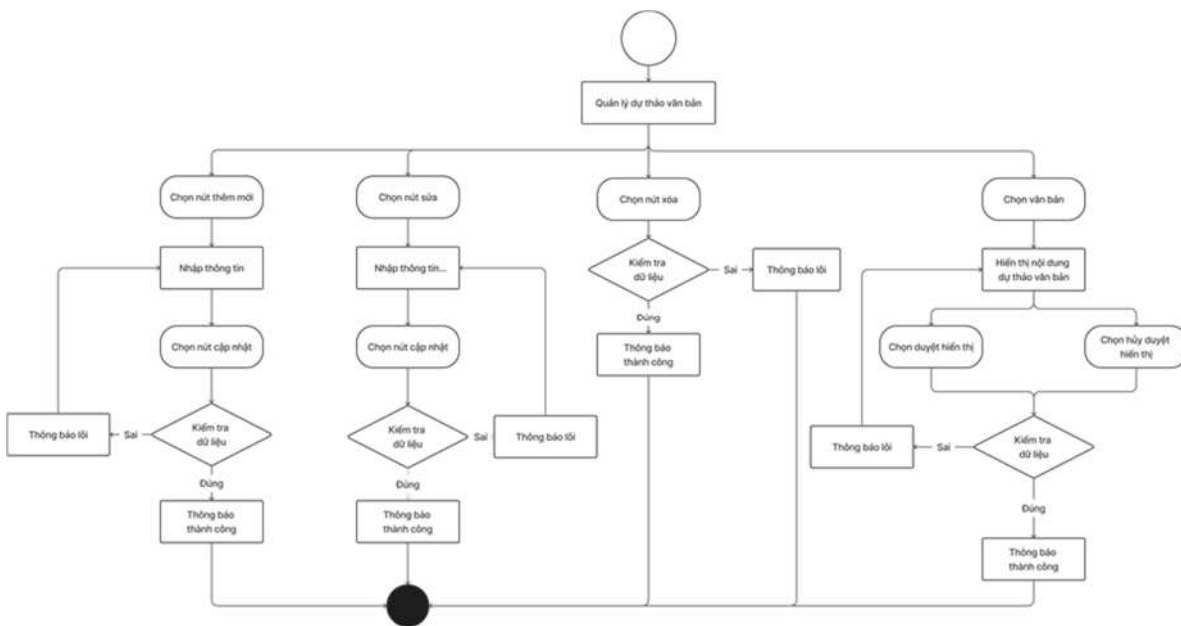 Quản lý dự thảo văn bản
Chọn nút thêm mới
Chọn nút sửa
Chọn nút xóa
Chọn văn bản
Nhập thông tin
Nhập thông tin...
Kiểm tra
dữ liệu
Sai
Thông báo lỗi
Hiển thị nội dung
dự thảo văn bản
Đúng
Chọn nút cập nhật
Chọn nút cập nhật
Thông báo
thành công
Chọn duyệt hiển thị
Chọn hủy duyệt
hiển thị
Thông báo lỗi
Sai
Kiểm tra
dữ liệu
Kiểm tra
dữ liệu
Sai
Thông báo lỗi
Thông báo lỗi
Sai
Kiểm tra
dữ liệu
Đúng
Đúng
Đúng
Thông báo
thành công
Thông báo
thành công
Thông báo
thành công